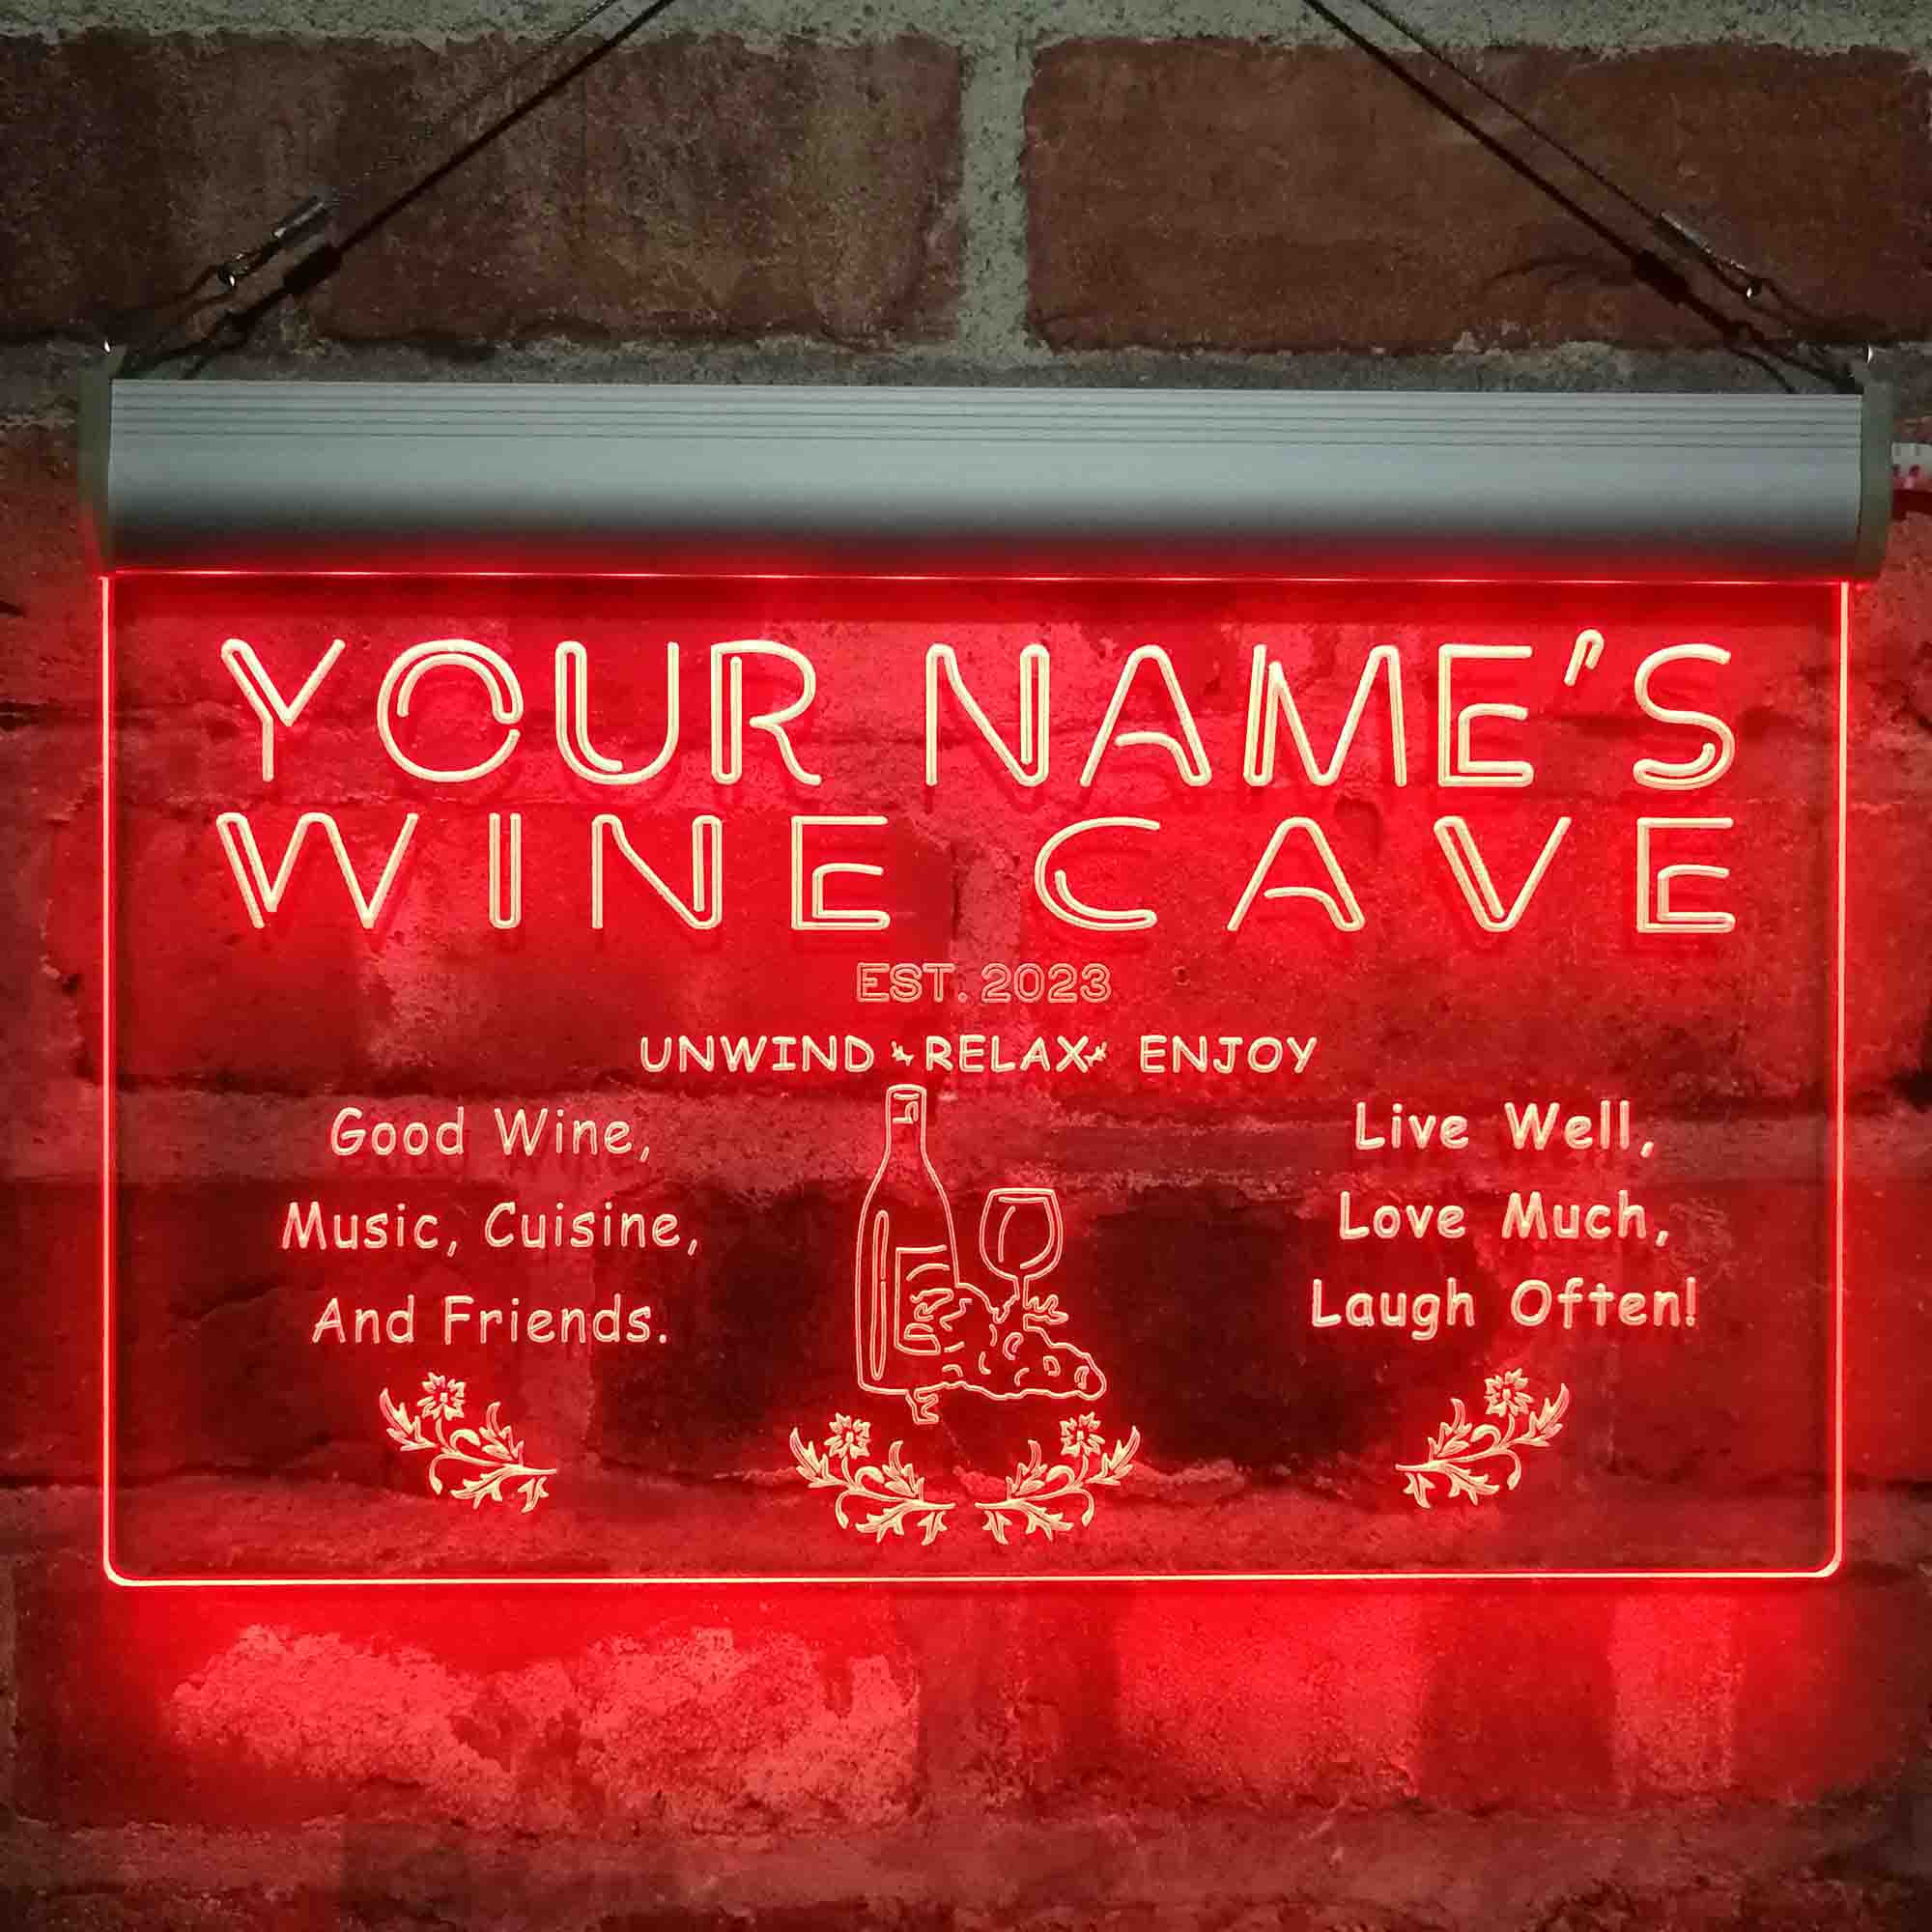 YOUR NAME'S
WINE CAVE
EST. 2023
UNWIND RELAX ENJOY
Good Wine,
Music, Cuisine,
And Friends.
Live Well,
Love Much,
Laugh Often!